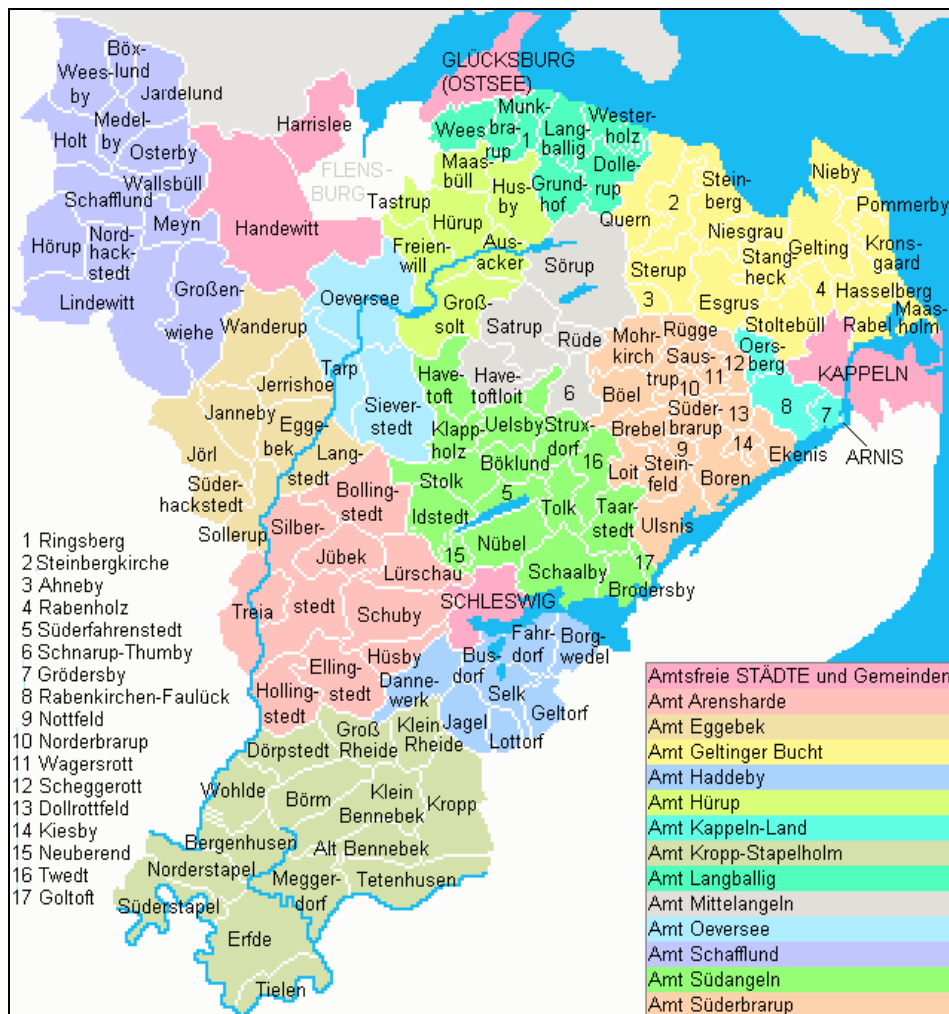 GLÜCKSBURG
(OSTSEE)
Böx-
lund
Wees-
by
Jardelund
Holt
Medel-
by
Osterby
Wallsbüll
Schafflund
Meyn
Hörup
Nord-
hack-
stedt
Lindewitt
Großen-
wiehe
Harrislee
FLENS-
BURG
Handewitt
Wees
Munk-
bra-
rup
1
Lang-
ballig
Wester-
holz
Dolle-
rup
Grund-
hof
Maas-
büll
Hus-
by
Tastrup
Hürup
Freien-
will
Aus-
acker
Groß-
solt
Quern
2
Stein-
berg
Nieby
Pommerby
Niesgrau
Gelting
Krons-
gaard
Stang-
heck
Sterup
3
Esgrus
4
Hasselberg
Maas-
holm
Stoltebüll
Rabel
Sörup
Satrup
Rüde
Have-
toftloit
6
Oeversee
Tarp
Siever-
stedt
Wanderup
Jerrishoe
Janneby
Egge-
bek
Jörl
Lang-
stedt
Süder-
hackstedt
Sollerup
Have-
toft
Klapp-
holz
Uelsby
Strux-
dorf
Böklund
16
Stolk
5
Idstedt
Tolk
Taar-
stedt
15
Nübel
Schaalby
17
Brodersby
Mohr-
kirch
Rügge
Saus-
trup
12
11
10
Böel
Brebel
Süder-
brarup
13
9
14
Loit
Stein-
feld
Boren
Ekenis
Ulsnis
Oers-
berg
8
7
KAPPELN
ARNIS
Bolling-
stedt
Silber-
stedt
Jübek
Lürschau
Treia
Schuby
Hüsby
Elling-
stedt
Holling-
stedt
SCHLESWIG
Fahr-
dorf
Borg-
wedel
Bus-
dorf
Danne-
werk
Selk
Geltorf
Jagel
Lottorf
Groß
Rheide
Klein
Rheide
Dörpstedt
Wohlde
Börm
Klein
Bennebek
Kropp
Bergenhusen
Alt Bennebek
Norderstapel
Megger-
dorf
Tetenhusen
Süderstapel
Erfde
Tielen
1 Ringsberg
2 Steinbergkirche
3 Ahneby
4 Rabenholz
5 Süderfahrenstedt
6 Schnarup-Thumby
7 Grödersby
8 Rabenkirchen-Faulück
9 Nottfeld
10 Norderbrarup
11 Wagersrott
12 Scheggerott
13 Dollrottfeld
14 Kiesby
15 Neuberend
16 Twedt
17 Goltoft
Amtsfreie STÄDTE und Gemeinden
Amt Arensharde
Amt Eggebek
Amt Geltinger Bucht
Amt Haddeby
Amt Hürup
Amt Kappeln-Land
Amt Kropp-Stapelholm
Amt Langballig
Amt Mittelangeln
Amt Oeversee
Amt Schafflund
Amt Südangeln
Amt Süderbrarup